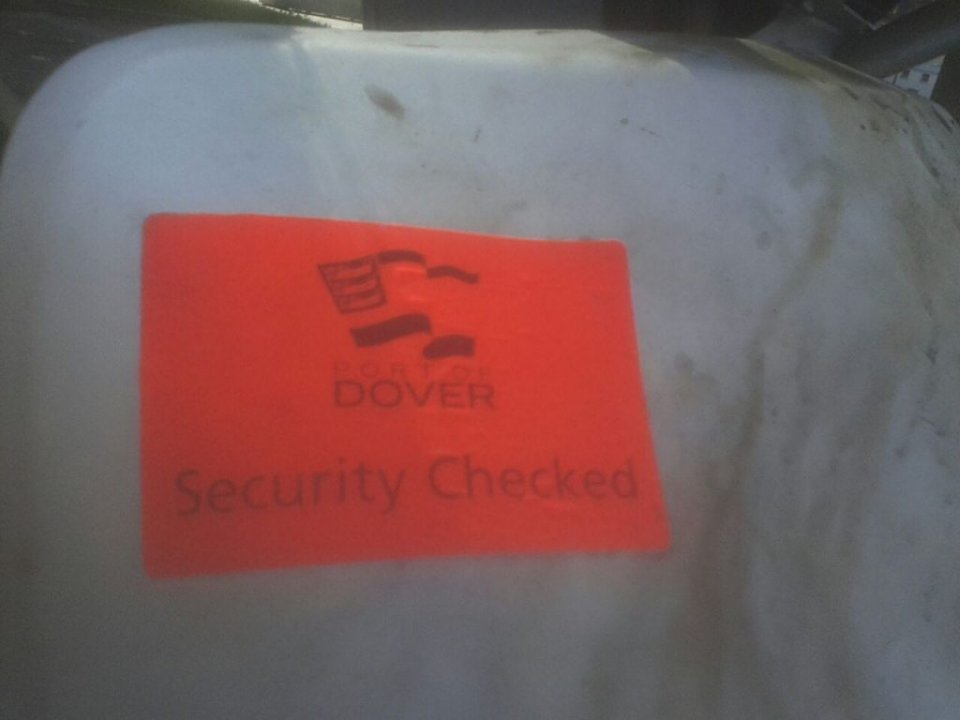 PORT OF
DOVER
Security Checked